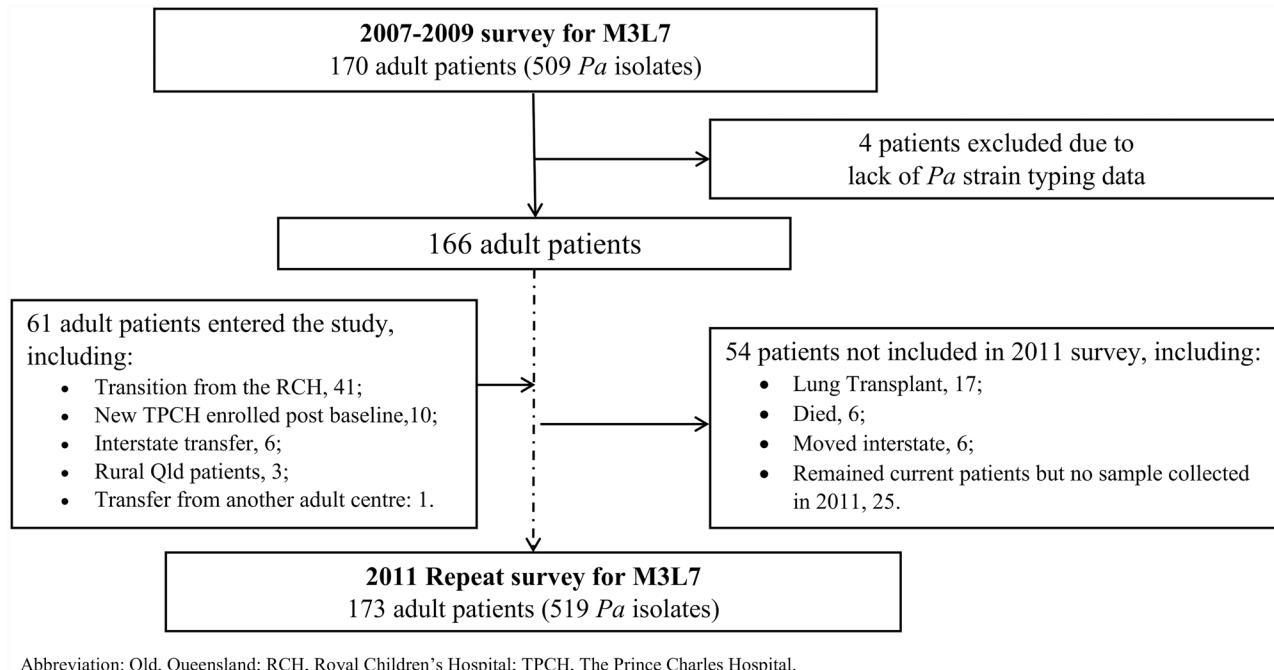 2007-2009 survey for M3L7
170 adult patients (509 Pa isolates)
4 patients excluded due to
lack of Pa strain typing data
166 adult patients
61 adult patients entered the study,
including:
• Transition from the RCH, 41;
• New TPCH enrolled post baseline,10;
• Interstate transfer, 6;
• Rural Qld patients, 3;
• Transfer from another adult centre: 1.
54 patients not included in 2011 survey, including:
• Lung Transplant, 17;
• Died, 6;
• Moved interstate, 6;
• Remained current patients but no sample collected
in 2011, 25.
2011 Repeat survey for M3L7
173 adult patients (519 Pa isolates)
Abbreviation: Qld, Queensland; RCH, Royal Children's Hospital; TPCH, The Prince Charles Hospital.